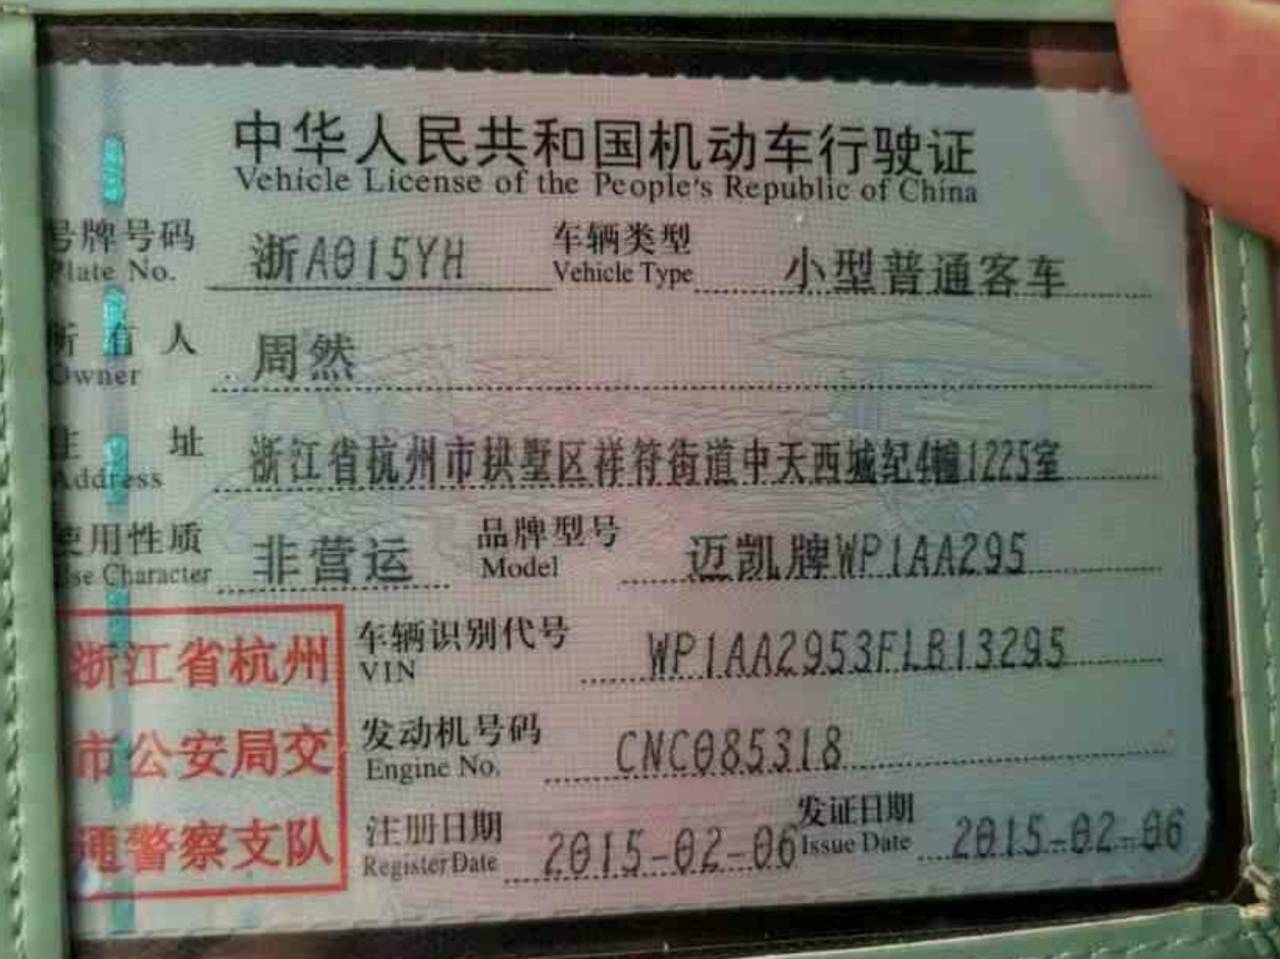 中华人民共和国机动车行驶证
Vehicle License of the People's Republic of China
号牌号码 浙A015YH 车辆类型 小型普通客车
Plate No. Vehicle Type
所有人 周然
Owner
住址 浙江省杭州市拱墅区祥符街道中天西城纪4幢1225室
Address
使用性质 非营运 品牌型号 迈凯牌WP1AA295
Use Character Model
浙江省杭州
市公安局交
通警察支队
车辆识别代号 WP1AA2953FLB13295
VIN
发动机号码 CNC085318
Engine No.
注册日期 2015-02-06 发证日期 2015-02-06
Register Date Issue Date